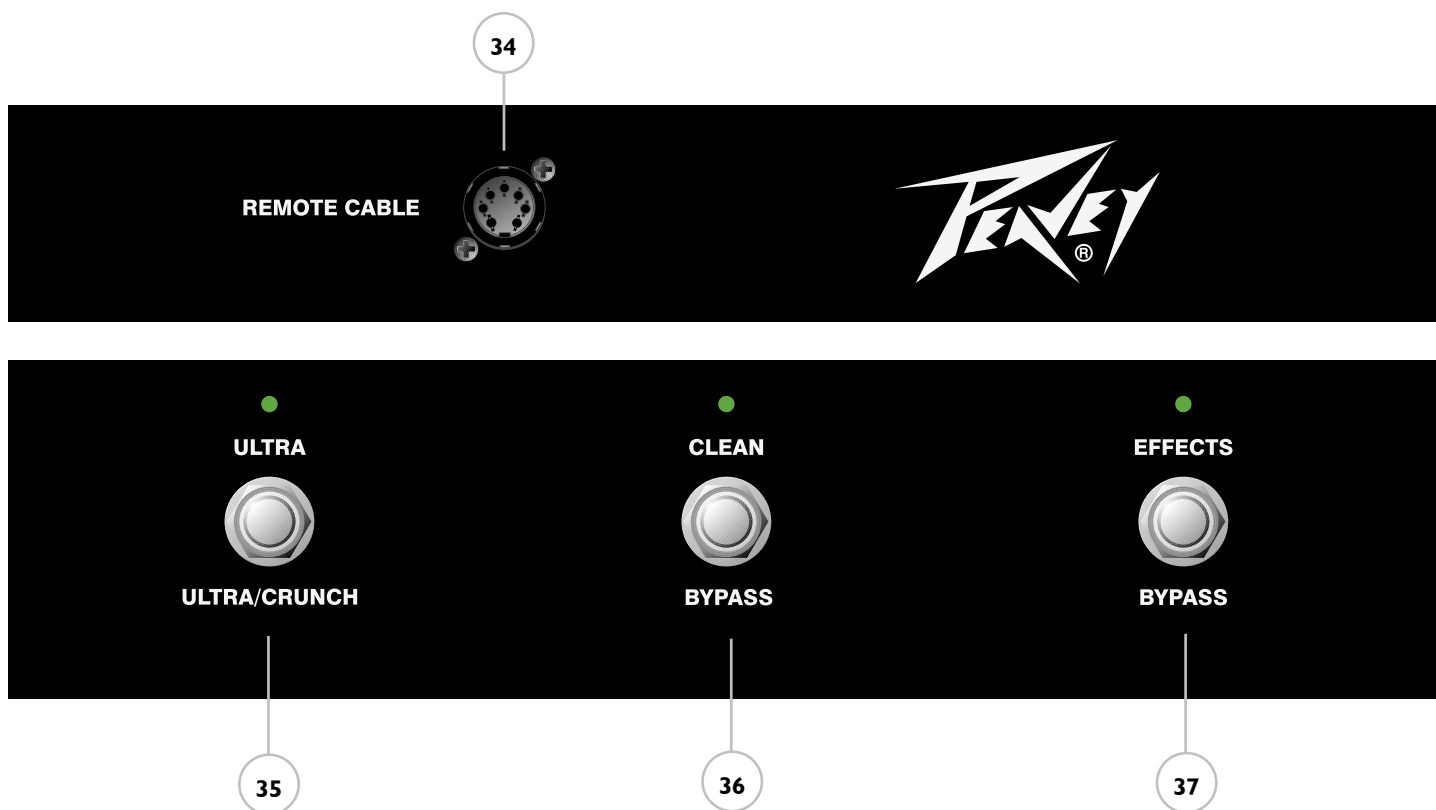 34
REMOTE CABLE
PEAVEY
®
ULTRA
CLEAN
EFFECTS
ULTRA/CRUNCH
BYPASS
BYPASS
35
36
37